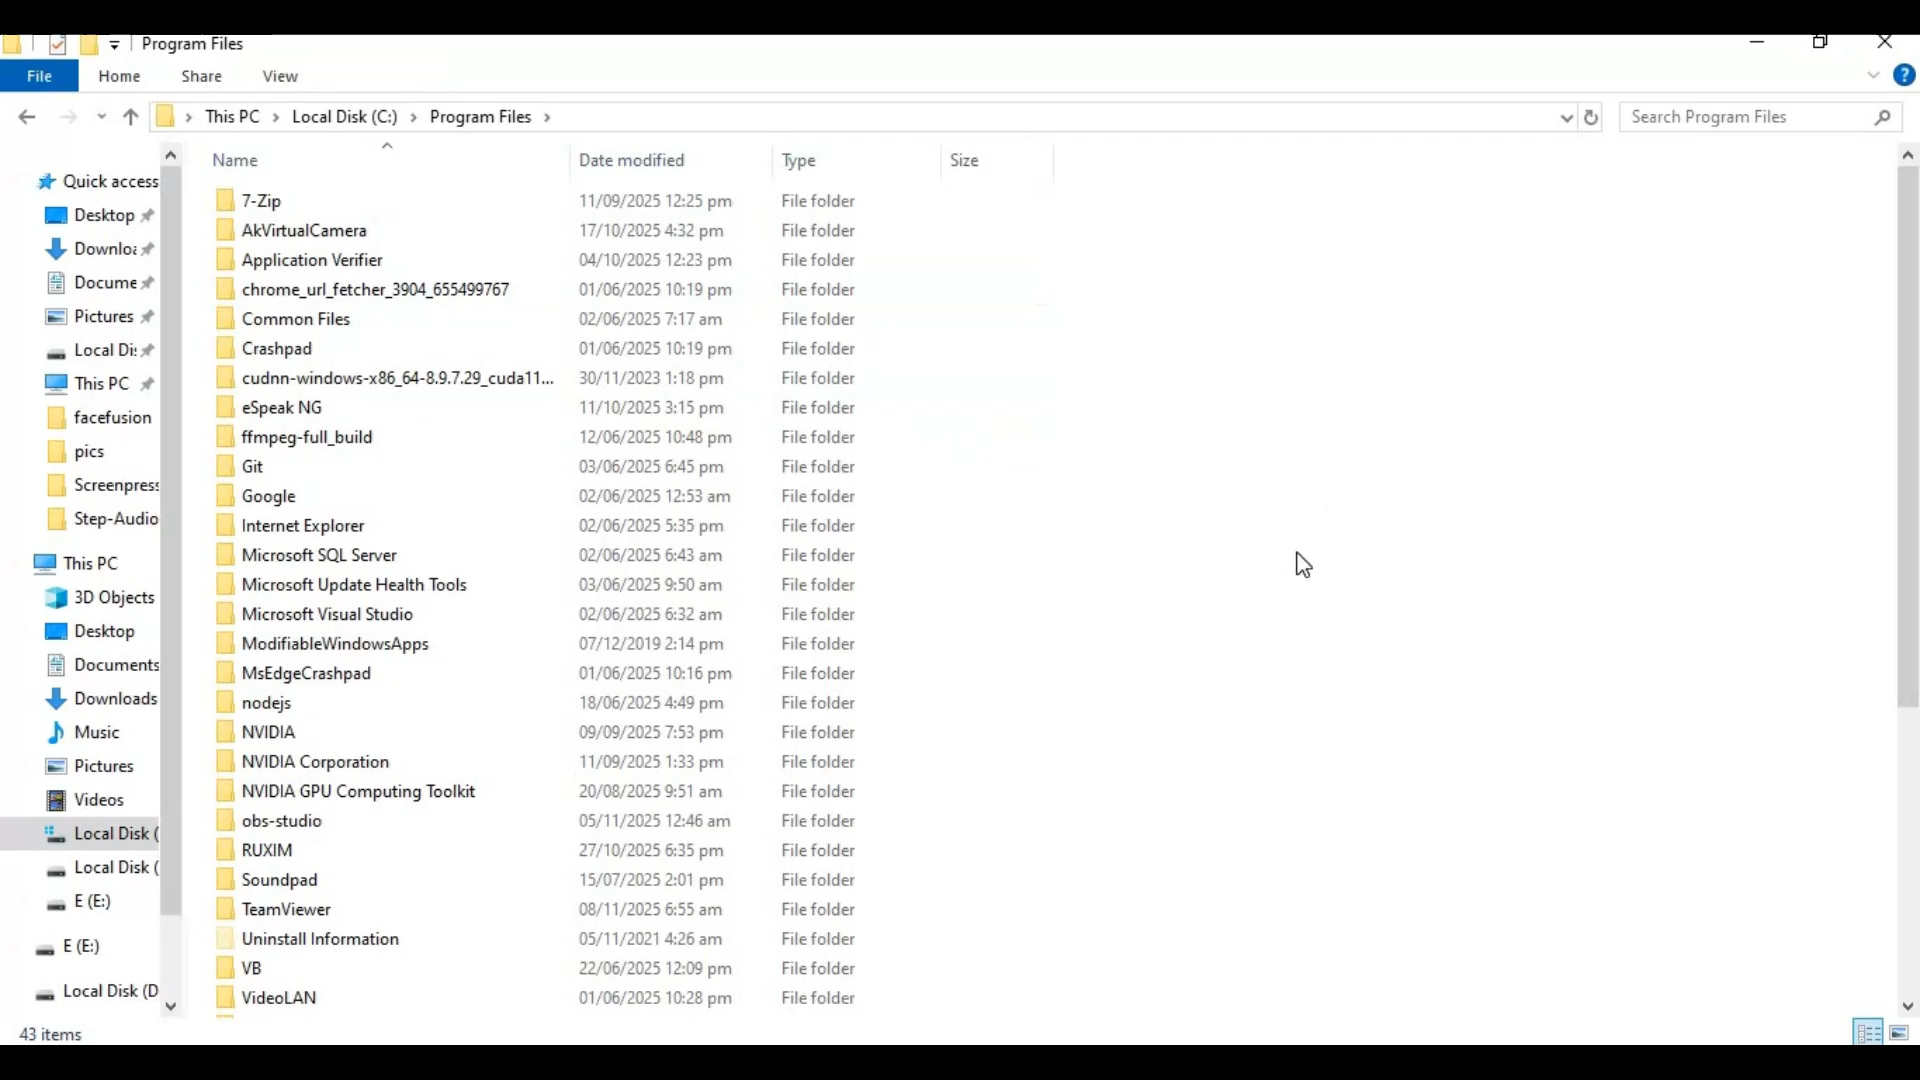 Program Files
File Home Share View
This PC Local Disk (C:) Program Files
Search Program Files
Name Date modified Type Size
Quick access
Desktop
Downloa
Docume
Pictures
Local Di
This PC
facefusion
pics
Screenpress
Step-Audio
This PC
3D Objects
Desktop
Documents
Downloads
Music
Pictures
Videos
Local Disk (
Local Disk (
E (E:)
E (E:)
Local Disk (D
7-Zip 11/09/2025 12:25 pm File folder
AkVirtualCamera 17/10/2025 4:32 pm File folder
Application Verifier 04/10/2025 12:23 pm File folder
chrome_url_fetcher_3904_655499767 01/06/2025 10:19 pm File folder
Common Files 02/06/2025 7:17 am File folder
Crashpad 01/06/2025 10:19 pm File folder
cudnn-windows-x86_64-8.9.7.29_cuda11... 30/11/2023 1:18 pm File folder
eSpeak NG 11/10/2025 3:15 pm File folder
ffmpeg-full_build 12/06/2025 10:48 pm File folder
Git 03/06/2025 6:45 pm File folder
Google 02/06/2025 12:53 am File folder
Internet Explorer 02/06/2025 5:35 pm File folder
Microsoft SQL Server 02/06/2025 6:43 am File folder
Microsoft Update Health Tools 03/06/2025 9:50 am File folder
Microsoft Visual Studio 02/06/2025 6:32 am File folder
ModifiableWindowsApps 07/12/2019 2:14 pm File folder
MsEdgeCrashpad 01/06/2025 10:16 pm File folder
nodejs 18/06/2025 4:49 pm File folder
NVIDIA 09/09/2025 7:53 pm File folder
NVIDIA Corporation 11/09/2025 1:33 pm File folder
NVIDIA GPU Computing Toolkit 20/08/2025 9:51 am File folder
obs-studio 05/11/2025 12:46 am File folder
RUXIM 27/10/2025 6:35 pm File folder
Soundpad 15/07/2025 2:01 pm File folder
TeamViewer 08/11/2025 6:55 am File folder
Uninstall Information 05/11/2021 4:26 am File folder
VB 22/06/2025 12:09 pm File folder
VideoLAN 01/06/2025 10:28 pm File folder
43 items